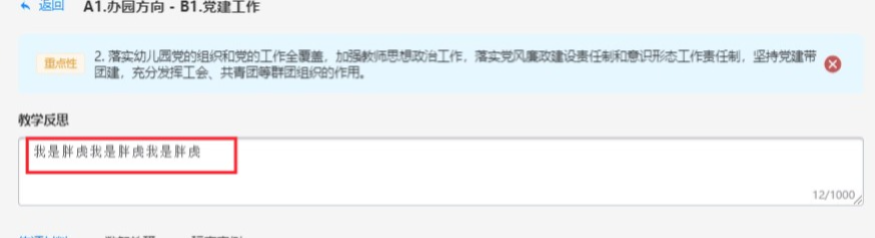 返回 A1.办园方向 - B1.党建工作
重点性 2. 落实幼儿园党的组织和党的工作全覆盖，加强教师思想政治工作，落实党风廉政建设责任制和意识形态工作责任制，坚持党建带
团建，充分发挥工会、共青团等群团组织的作用。
教学反思
我是胖虎我是胖虎我是胖虎
12/1000